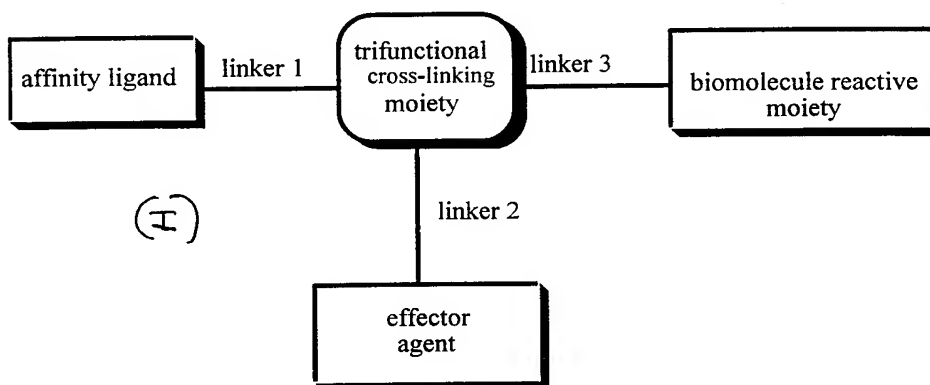 affinity ligand
linker 1
trifunctional
cross-linking
moiety
linker 3
biomolecule reactive
moiety
(I)
linker 2
effector
agent